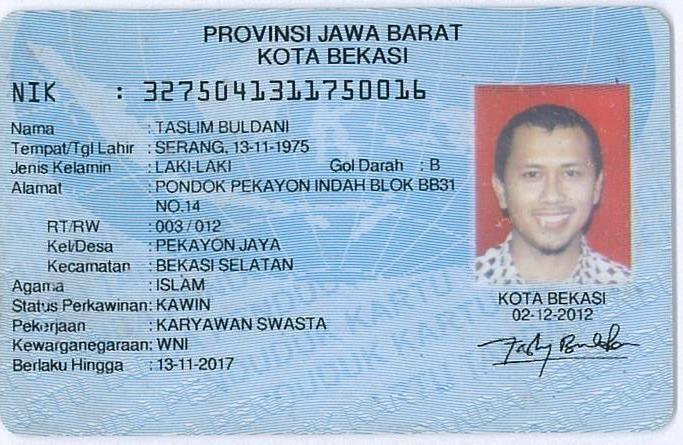 PROVINSI JAWA BARAT
KOTA BEKASI
NIK : 3275041311750016
Nama : TASLIM BULDANI
Tempat/Tgl Lahir : SERANG, 13-11-1975
Jenis Kelamin : LAKI-LAKI Gol Darah : B
Alamat : PONDOK PEKAYON INDAH BLOK BB31
NO.14
RT/RW : 003 / 012
Kel/Desa : PEKAYON JAYA
Kecamatan : BEKASI SELATAN
Agama : ISLAM
Status Perkawinan: KAWIN
Pekerjaan : KARYAWAN SWASTA
Kewarganegaraan: WNI
Berlaku Hingga : 13-11-2017
KOTA BEKASI
02-12-2012